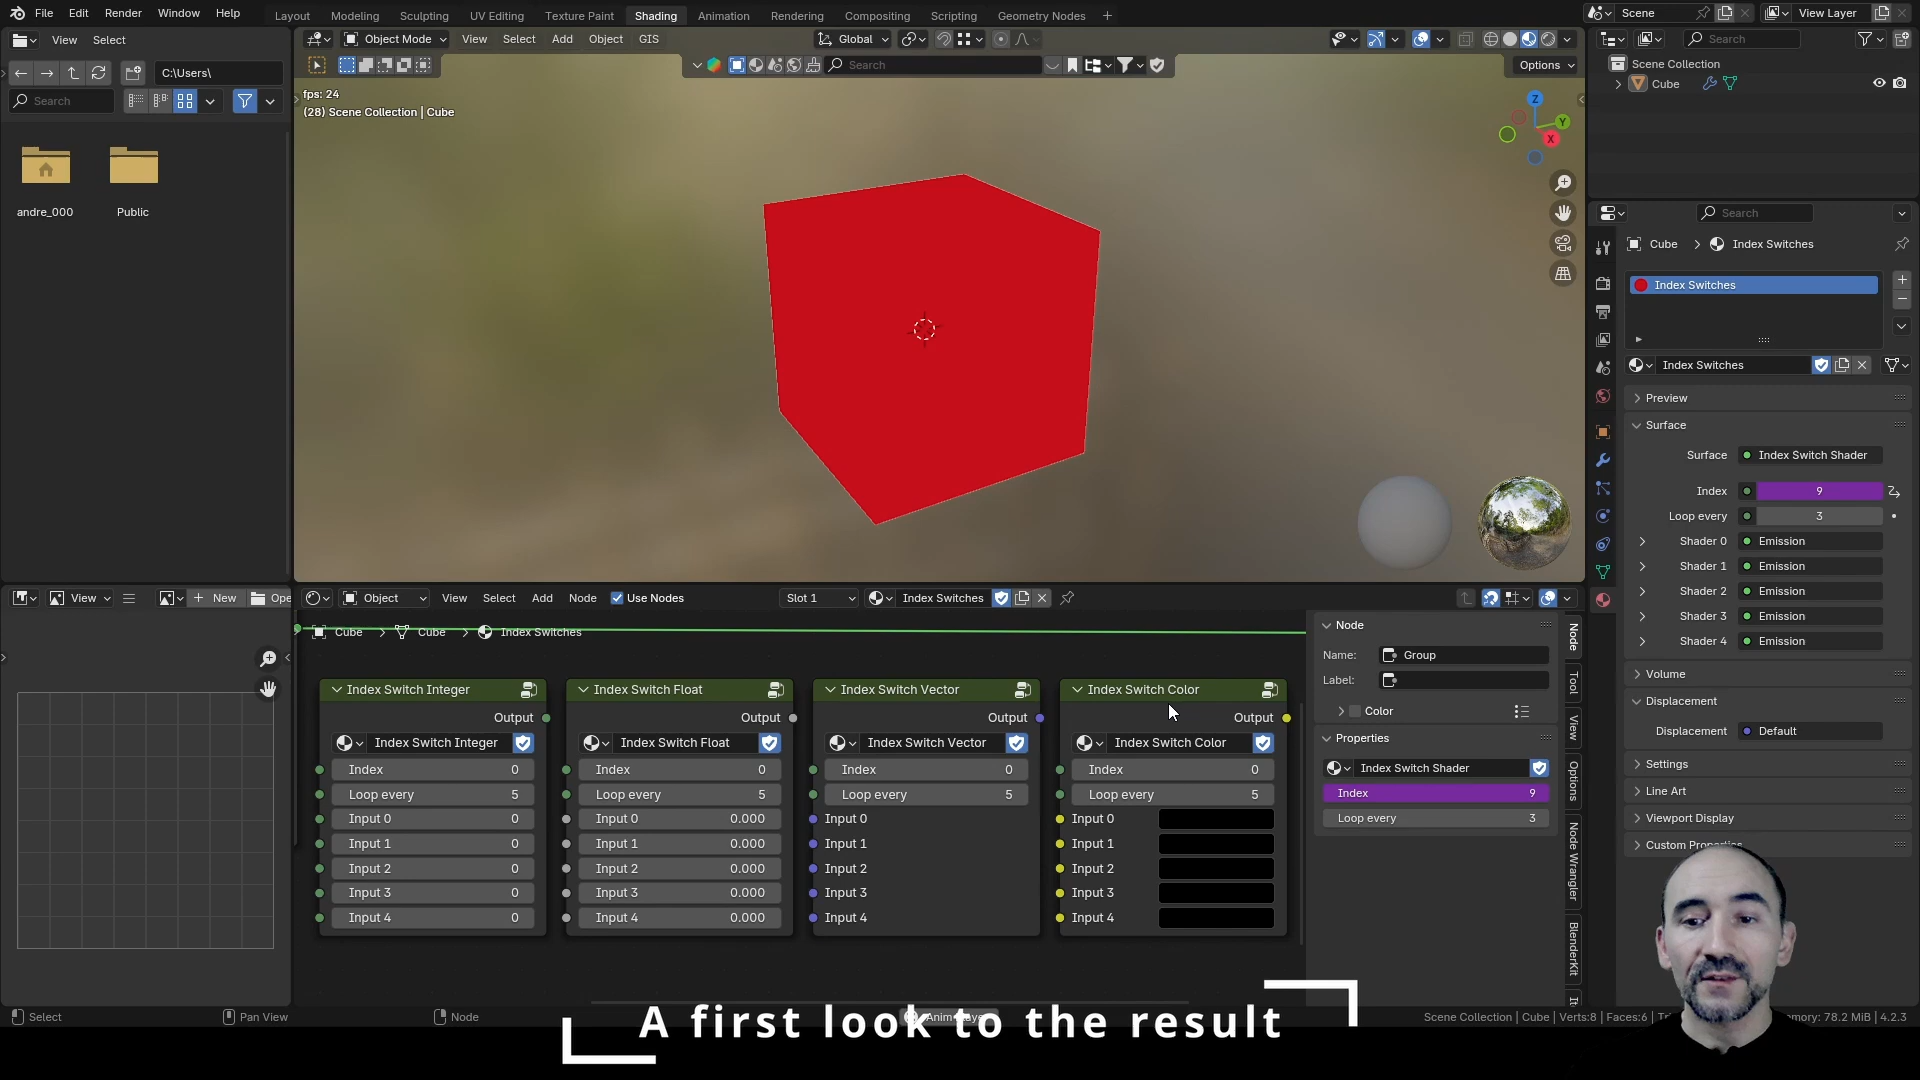 File Edit Render Window Help Layout Modeling Sculpting UV Editing Texture Paint Shading Animation Rendering Compositing Scripting Geometry Nodes + Scene View Layer
View Select Object Mode View Select Add Object GIS Global Search
C:\Users\ Search Options
Search
fps: 24
(28) Scene Collection | Cube
Scene Collection
Cube
Z
Y
X
andre_000 Public
Search
Cube > Index Switches
Index Switches
Index Switches
Preview
Surface
Surface Index Switch Shader
Index 9
Loop every 3
Shader 0 Emission
Shader 1 Emission
Shader 2 Emission
Shader 3 Emission
Shader 4 Emission
Volume
Displacement
Displacement Default
Settings
Line Art
Viewport Display
View New Ope Object View Select Add Node Use Nodes Slot 1 Index Switches
Cube > Cube > Index Switches
Index Switch Integer
Output
Index Switch Integer
Index 0
Loop every 5
Input 0 0
Input 1 0
Input 2 0
Input 3 0
Input 4 0
Index Switch Float
Output
Index Switch Float
Index 0
Loop every 5
Input 0 0.000
Input 1 0.000
Input 2 0.000
Input 3 0.000
Input 4 0.000
Index Switch Vector
Output
Index Switch Vector
Index 0
Loop every 5
Input 0
Input 1
Input 2
Input 3
Input 4
Index Switch Color
Output
Index Switch Color
Index 0
Loop every 5
Input 0
Input 1
Input 2
Input 3
Input 4
Node
Name: Group
Label:
Color
Properties
Index Switch Shader
Index 9
Loop every 3
Node
Tool
View
Options
Node Wrangler
BlenderKit
A first look to the result
Select Pan View Node Scene Collection | Cube | Verts:8 | Faces:6 | 78.2 MiB | 4.2.3